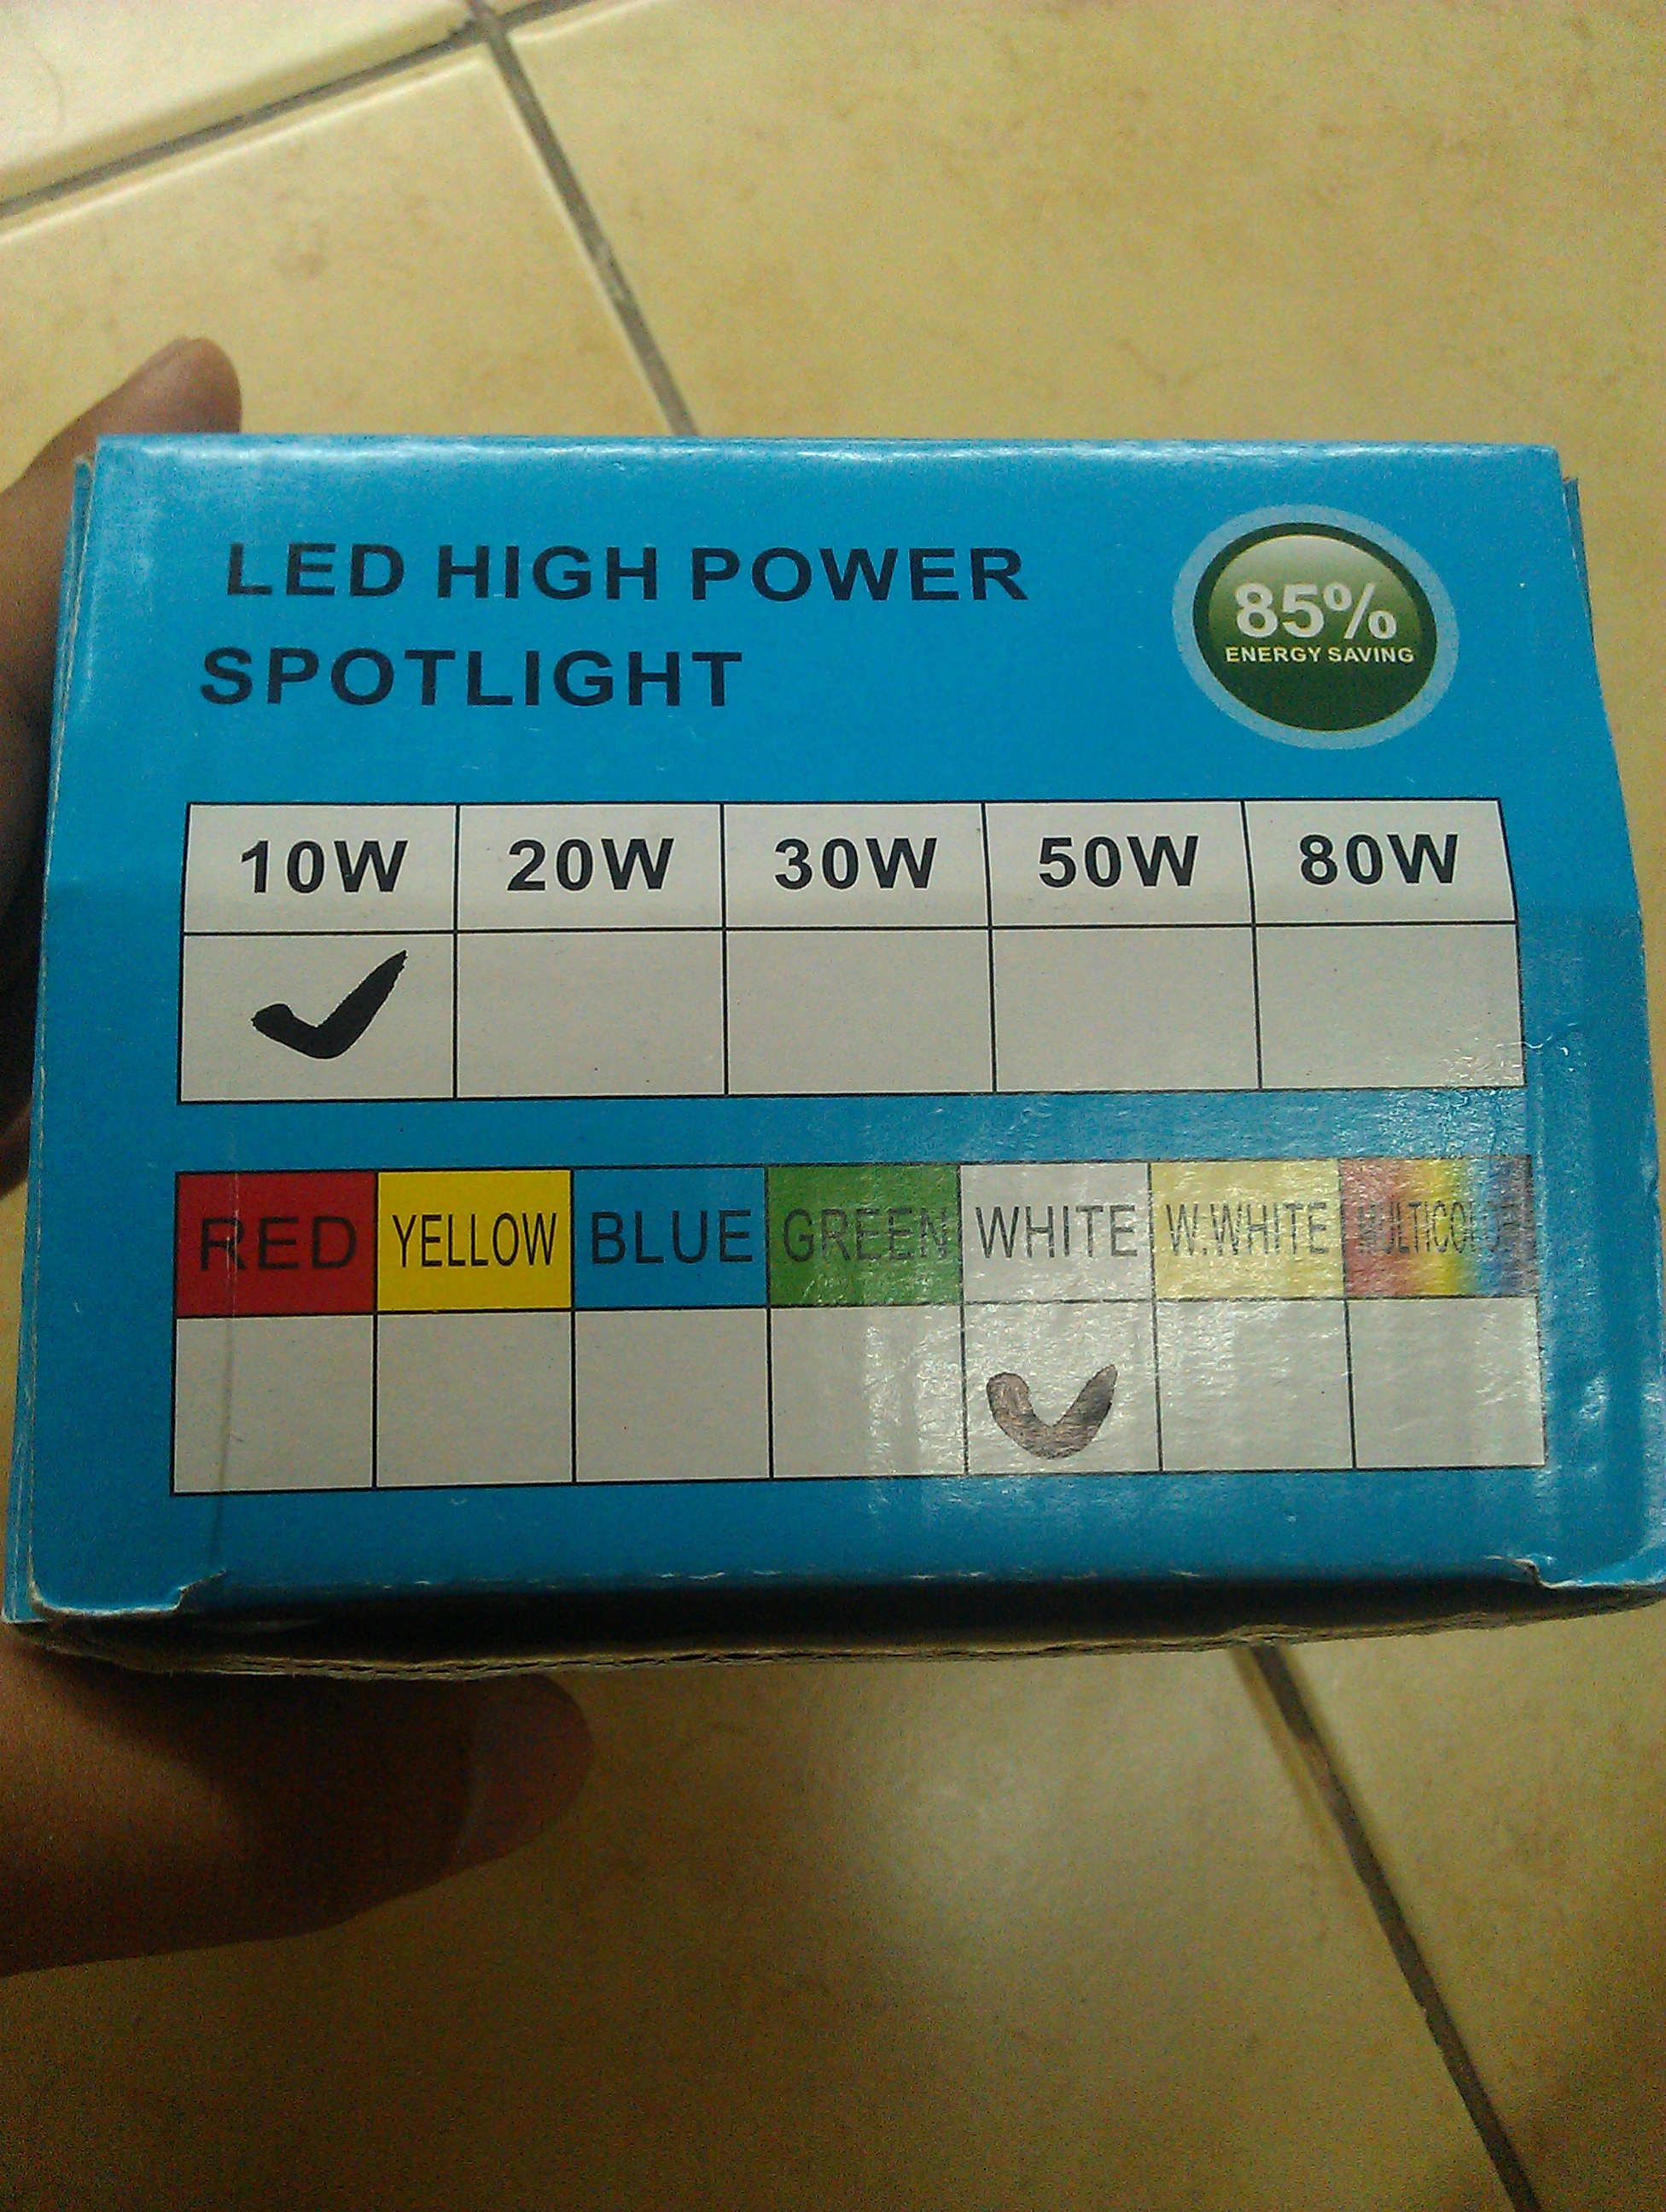 LED HIGH POWER
SPOTLIGHT
85%
ENERGY SAVING
10W 20W 30W 50W 80W
RED YELLOW BLUE GREEN WHITE W.WHITE